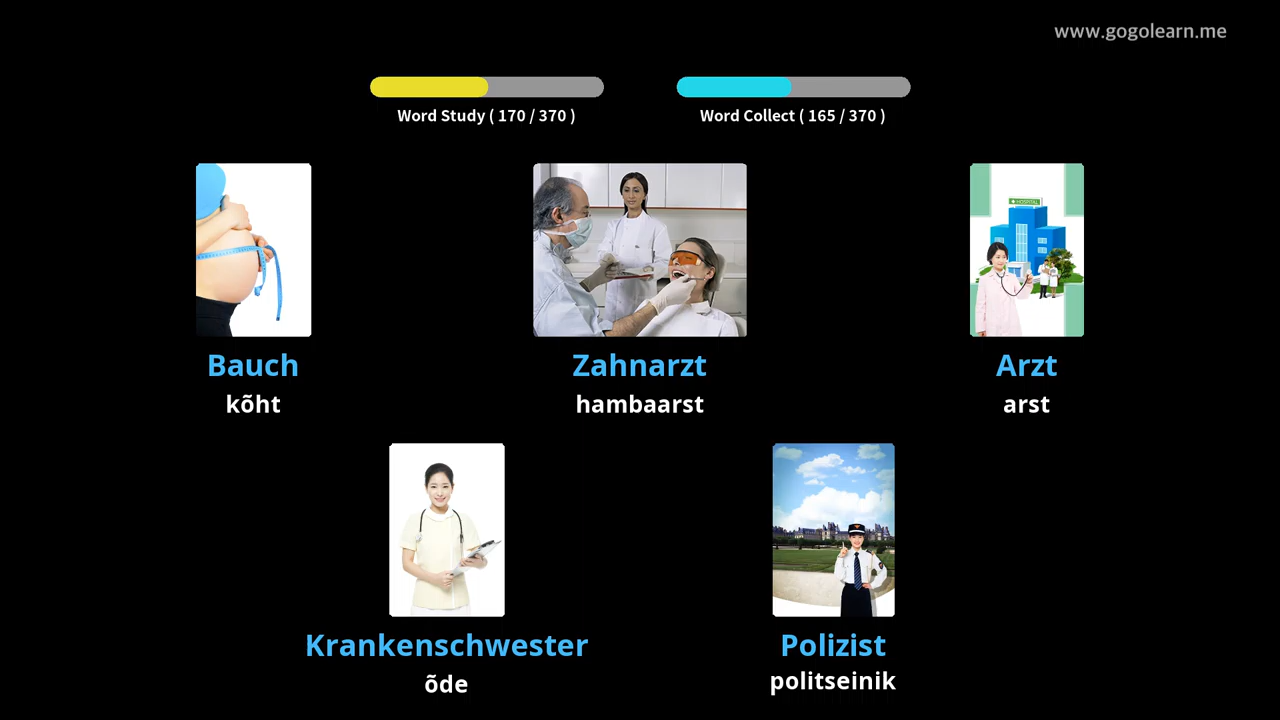 www.gogolearn.me
Word Study ( 170 / 370 )
Word Collect ( 165 / 370 )
HOSPITAL
Bauch
Zahnarzt
Arzt
kõht
hambaarst
arst
Krankenschwester
Polizist
õde
politseinik